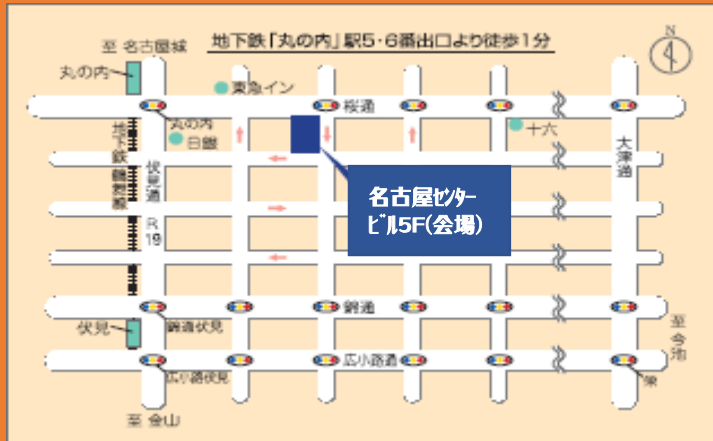 地下鉄「丸の内」駅5・6番出口より徒歩1分
至 名古屋城
N
丸の内
東急イン
桜通
丸の内
日銀
十六
地下鉄
鶴舞線
伏見通
R19
大津通
名古屋ｾﾝﾀｰ
ﾋﾞﾙ5F(会場)
伏見
錦通伏見
錦通
至 今池
広小路通
広小路伏見
栄
至 金山